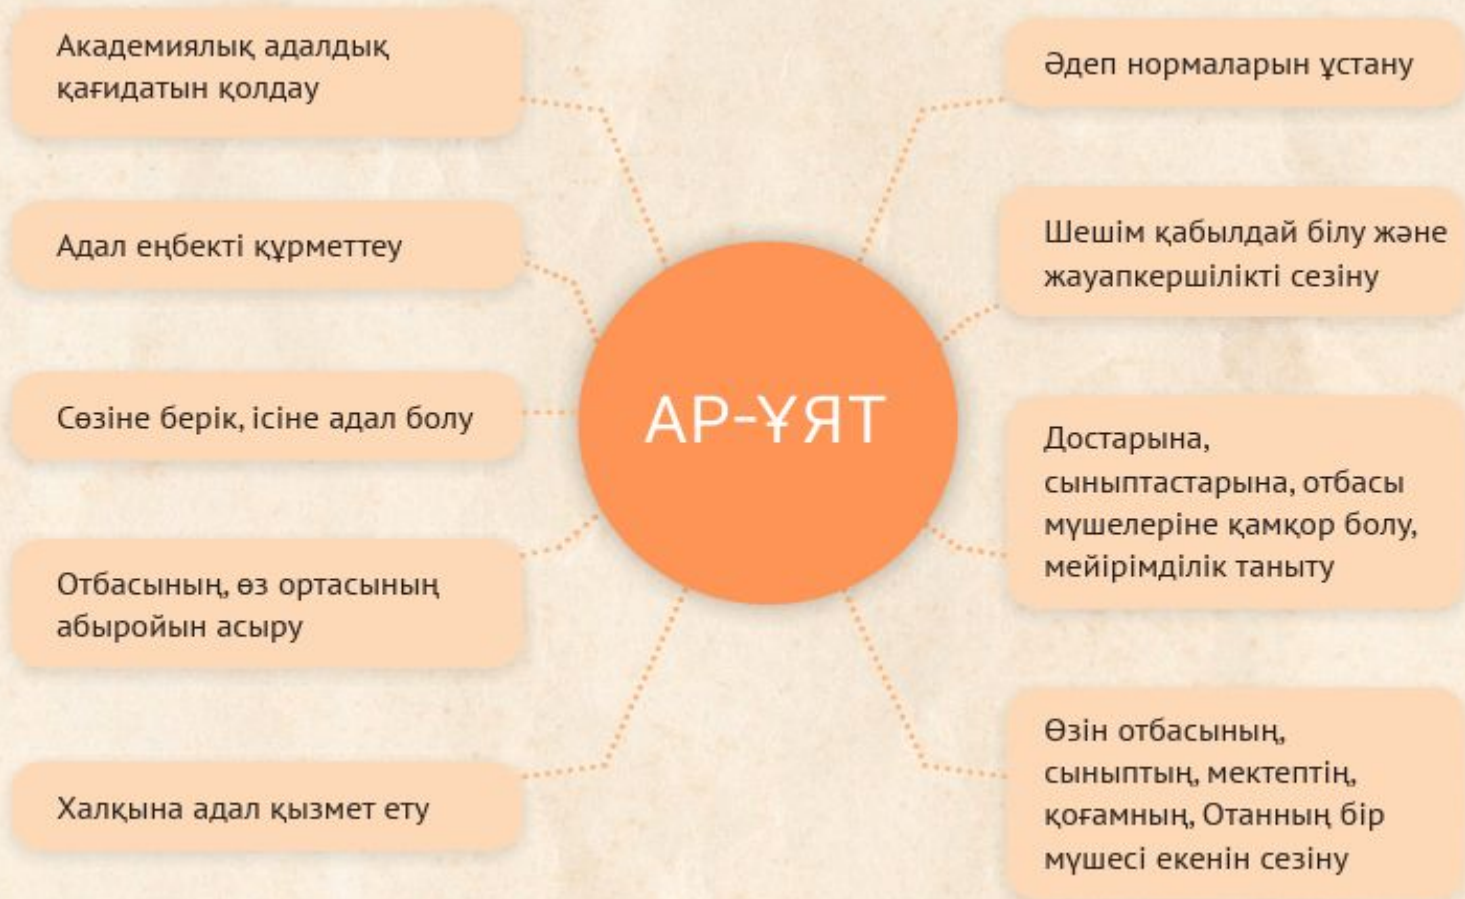 Академиялық адалдық
қағидатын қолдау
Адал еңбекті құрметтеу
Сөзіне берік, ісіне адал болу
Отбасының, өз ортасының
абыройын асыру
Халқына адал қызмет ету
АР-ҰЯТ
Әдеп нормаларын ұстану
Шешім қабылдай білу және
жауапкершілікті сезіну
Достарына,
сыныптастарына, отбасы
мүшелеріне қамқор болу,
мейірімділік таныту
Өзін отбасының,
сыныптың, мектептің,
қоғамның, Отанның бір
мүшесі екенін сезіну